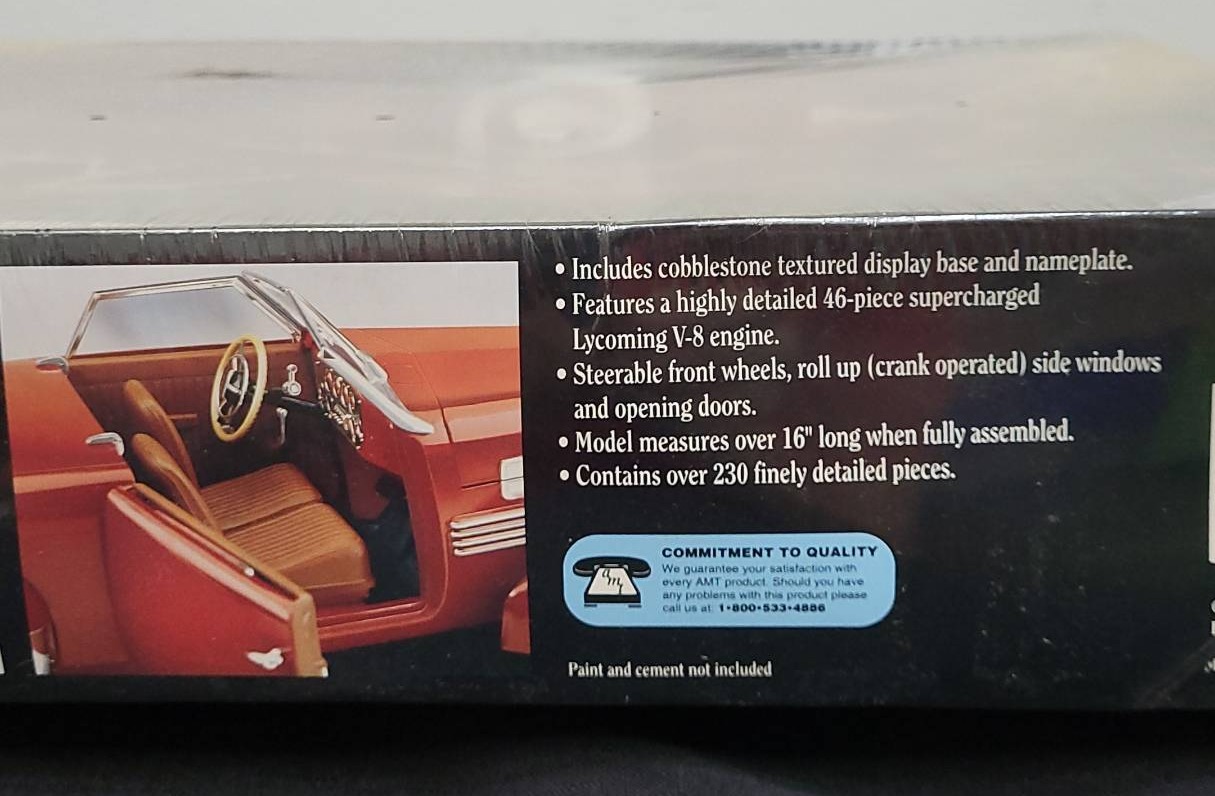 • Includes cobblestone textured display base and nameplate.
• Features a highly detailed 46-piece supercharged
Lycoming V-8 engine.
• Steerable front wheels, roll up (crank operated) side windows
and opening doors.
• Model measures over 16" long when fully assembled.
• Contains over 230 finely detailed pieces.
amt
COMMITMENT TO QUALITY
We guarantee your satisfaction with
every AMT product. Should you have
any problems with this product please
call us at: 1•800•533•4886
Paint and cement not included